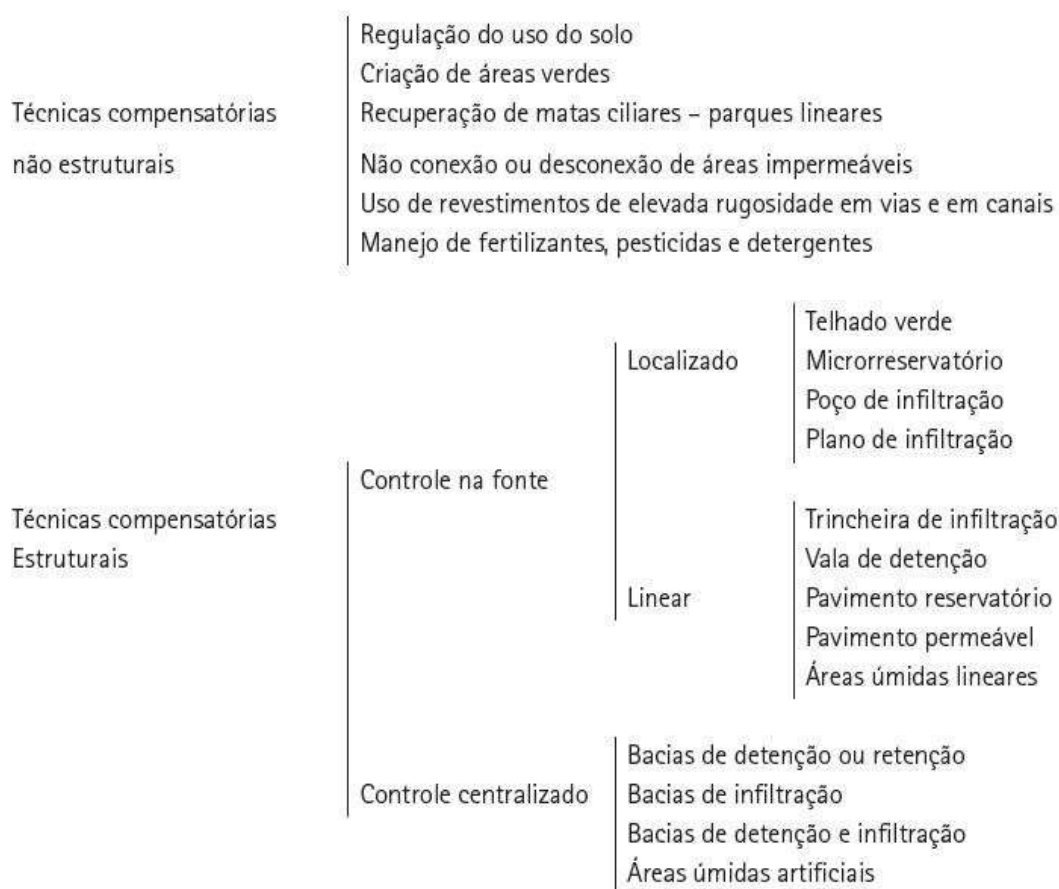 Técnicas compensatórias
não estruturais
Regulação do uso do solo
Criação de áreas verdes
Recuperação de matas ciliares – parques lineares
Não conexão ou desconexão de áreas impermeáveis
Uso de revestimentos de elevada rugosidade em vias e em canais
Manejo de fertilizantes, pesticidas e detergentes
Técnicas compensatórias
Estruturais
Controle na fonte
Localizado
Telhado verde
Microrreservatório
Poço de infiltração
Plano de infiltração
Linear
Trincheira de infiltração
Vala de detenção
Pavimento reservatório
Pavimento permeável
Áreas úmidas lineares
Controle centralizado
Bacias de detenção ou retenção
Bacias de infiltração
Bacias de detenção e infiltração
Áreas úmidas artificiais